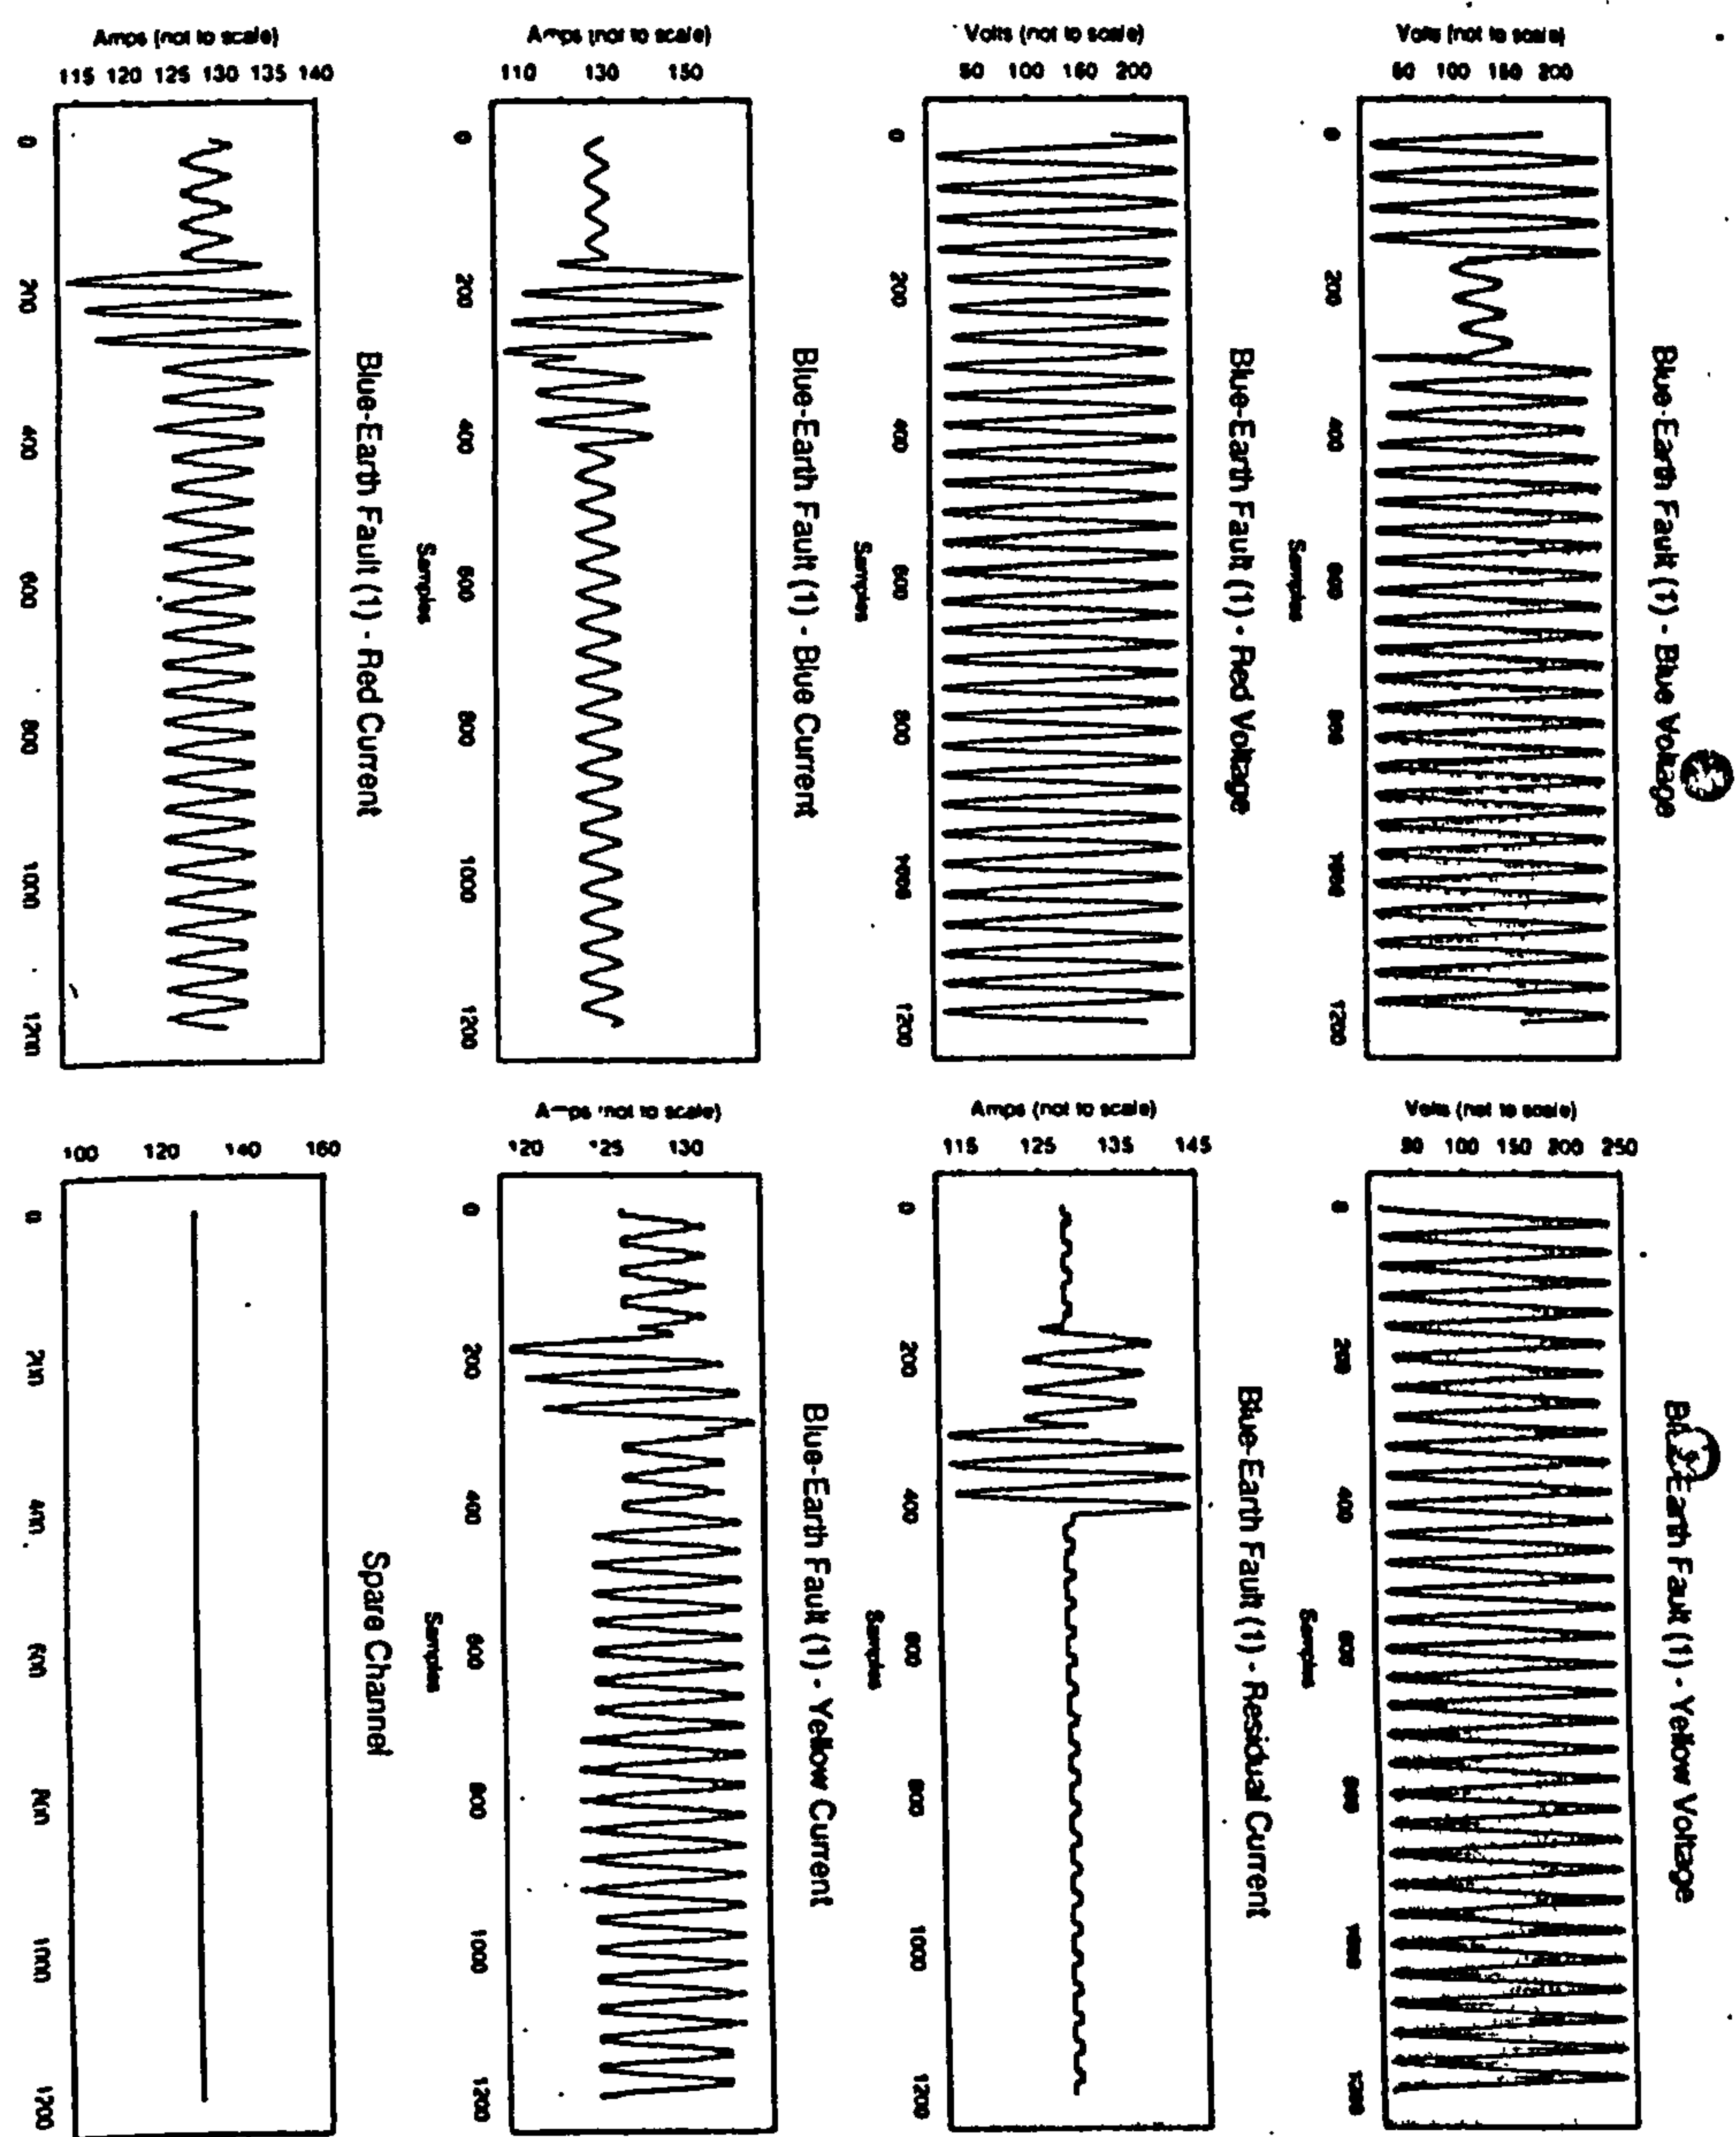 Blue-Earth Fault (1) - Blue Voltage
Volts (not to scale)
50 100 150 200
0 200 400 600 800 1000 1200
Samples
Blue-Earth Fault (1) - Red Voltage
Volts (not to scale)
50 100 150 200
0 200 400 600 800 1000 1200
Samples
Blue-Earth Fault (1) - Blue Current
Amps (not to scale)
110 130 150
0 200 400 600 800 1000 1200
Samples
Blue-Earth Fault (1) - Red Current
Amps (not to scale)
115 120 125 130 135 140
0 200 400 600 800 1000 1200
Earth Fault (1) - Yellow Voltage
Volts (not to scale)
50 100 150 200 250
0 200 400 600 800 1000 1200
Samples
Blue-Earth Fault (1) - Residual Current
Amps (not to scale)
115 125 135 145
0 200 400 600 800 1000 1200
Samples
Blue-Earth Fault (1) - Yellow Current
Amps (not to scale)
120 125 130
0 200 400 600 800 1000 1200
Samples
Spare Channel
100 120 140 160
0 200 400 600 800 1000 1200